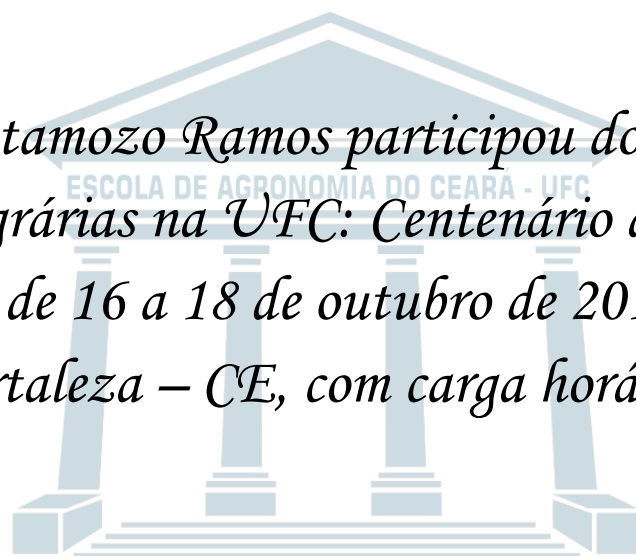 tamozo Ramos participou do
ESCOLA DE AGRONOMIA DO CEARÁ - UFC
grárias na UFC: Centenário
de 16 a 18 de outubro de 201
rtaleza – CE, com carga horá